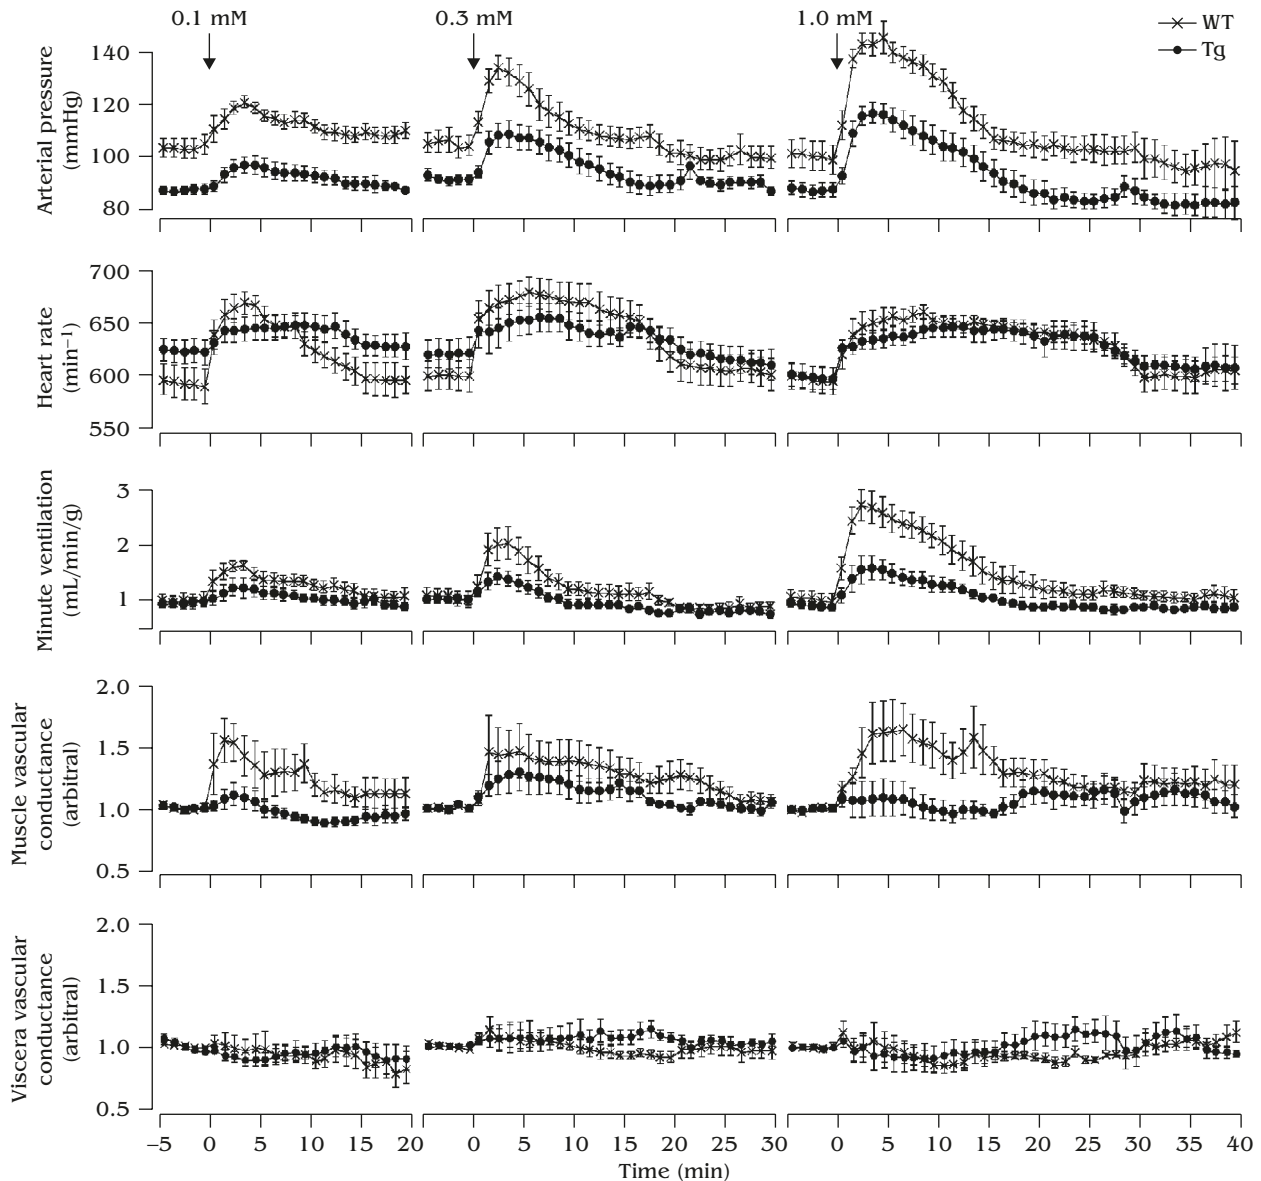 0.1 mM
0.3 mM
1.0 mM
WT
Tg
Arterial pressure
(mmHg)
140
120
100
80
Heart rate
(min⁻¹)
700
650
600
550
Minute ventilation
(mL/min/g)
3
2
1
Muscle vascular
conductance
(arbitral)
2.0
1.5
1.0
0.5
Viscera vascular
conductance
(arbitral)
2.0
1.5
1.0
0.5
−5 0 5 10 15 20 0 5 10 15 20 25 30 0 5 10 15 20 25 30 35 40
Time (min)